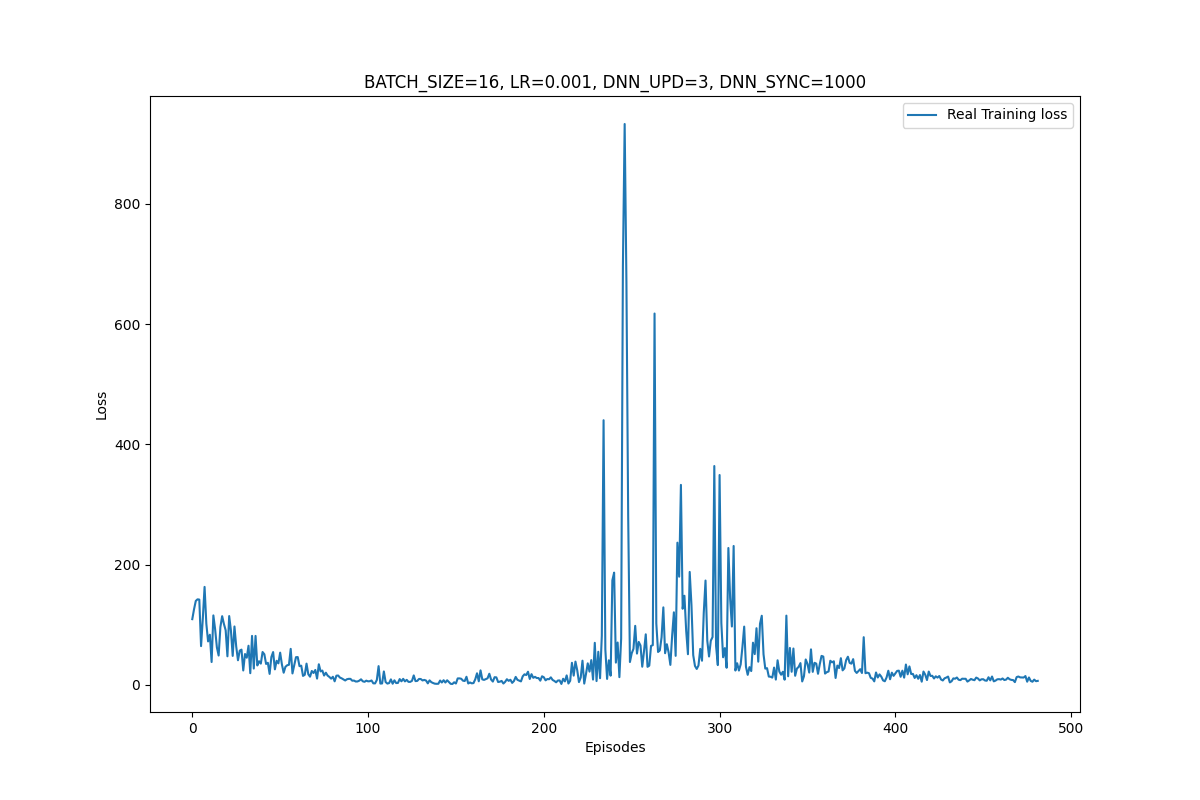 BATCH_SIZE=16, LR=0.001, DNN_UPD=3, DNN_SYNC=1000
Real Training loss
800
600
400
200
0
Loss
0 100 200 300 400 500
Episodes